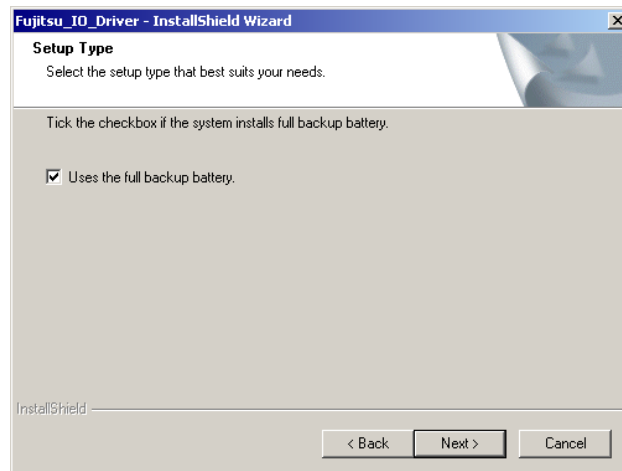 Fujitsu_IO_Driver - InstallShield Wizard
Setup Type
Select the setup type that best suits your needs.
Tick the checkbox if the system installs full backup battery.
Uses the full backup battery.
InstallShield
< Back
Next >
Cancel